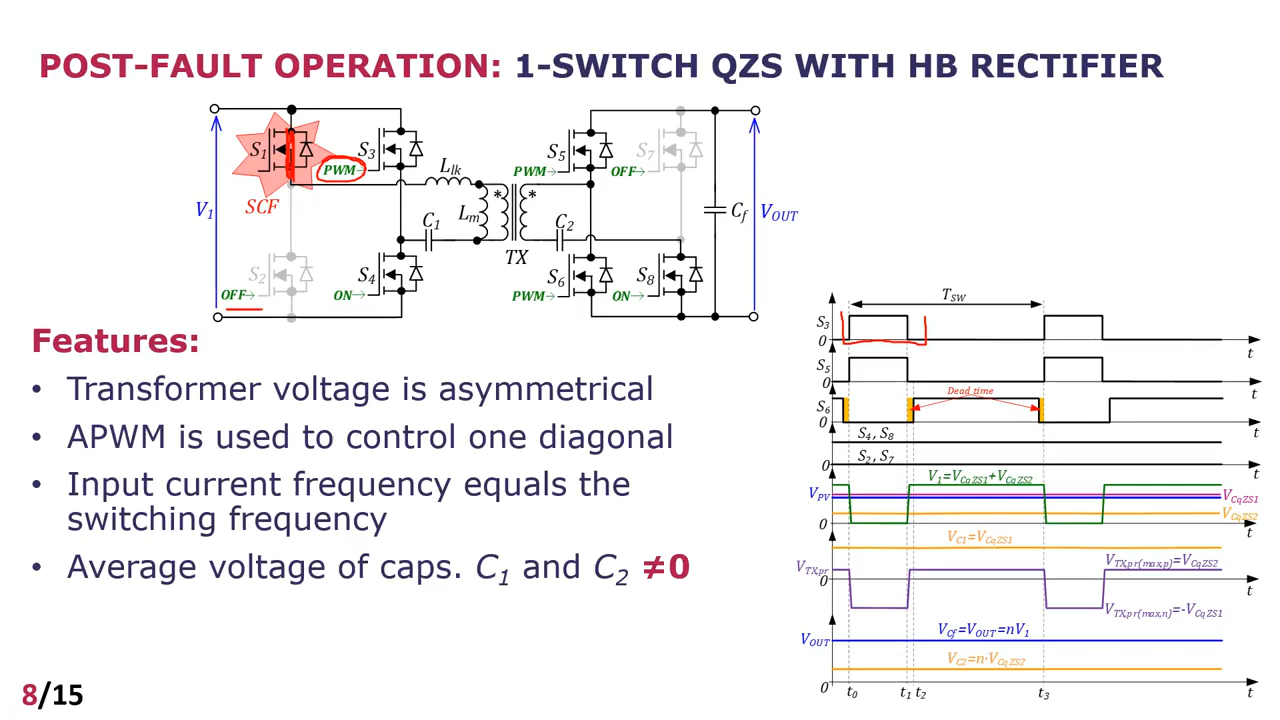 POST-FAULT OPERATION: 1-SWITCH QZS WITH HB RECTIFIER
S1
PWM
S3
SCF
V1
S2
OFF
S4
ON
Llk
Lm
C1
*
*
TX
C2
S5
PWM
S7
OFF
S6
PWM
S8
ON
Cf
VOUT
Features:
• Transformer voltage is asymmetrical
• APWM is used to control one diagonal
• Input current frequency equals the
switching frequency
• Average voltage of caps. C1 and C2 ≠0
TSW
S3
0
t
S5
0
t
Dead time
S6
0
t
S4, S8
S2, S7
0
t
V1=VCqZS1+VCqZS2
VPV
VCqZS1
VCqZS2
0
t
VC1=VCqZS1
VTX,pr
0
VTX,pr(max,p)=VCqZS2
t
VTX,pr(max,n)=-VCqZS1
VCf=VOUT=nV1
VOUT
VC2=n·VCqZS2
0
t0
t1
t2
t3
t
8/15